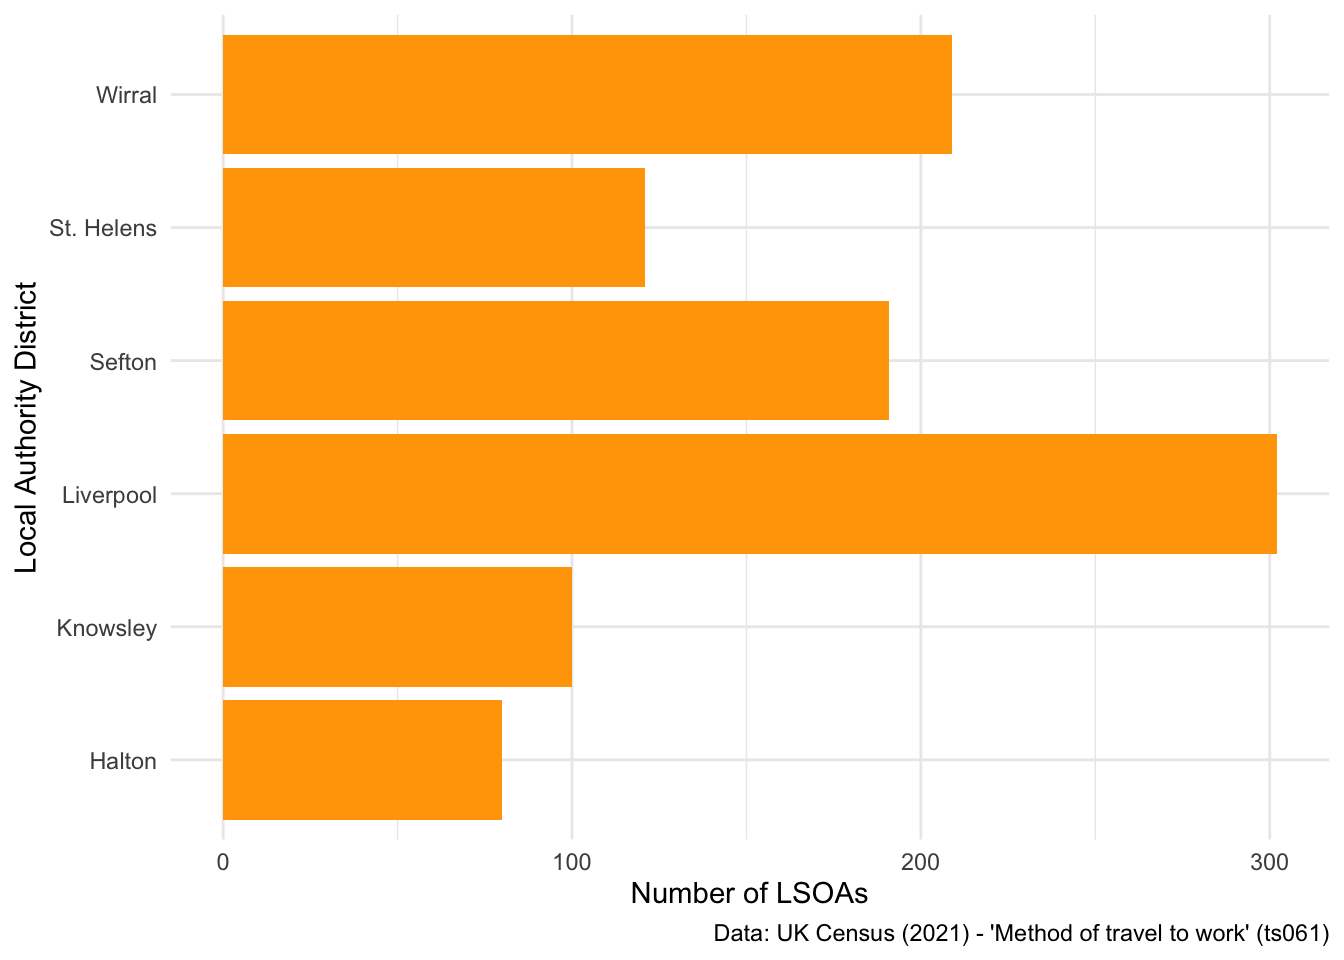 Local Authority District
Wirral
St. Helens
Sefton
Liverpool
Knowsley
Halton
0 100 200 300
Number of LSOAs
Data: UK Census (2021) - 'Method of travel to work' (ts061)